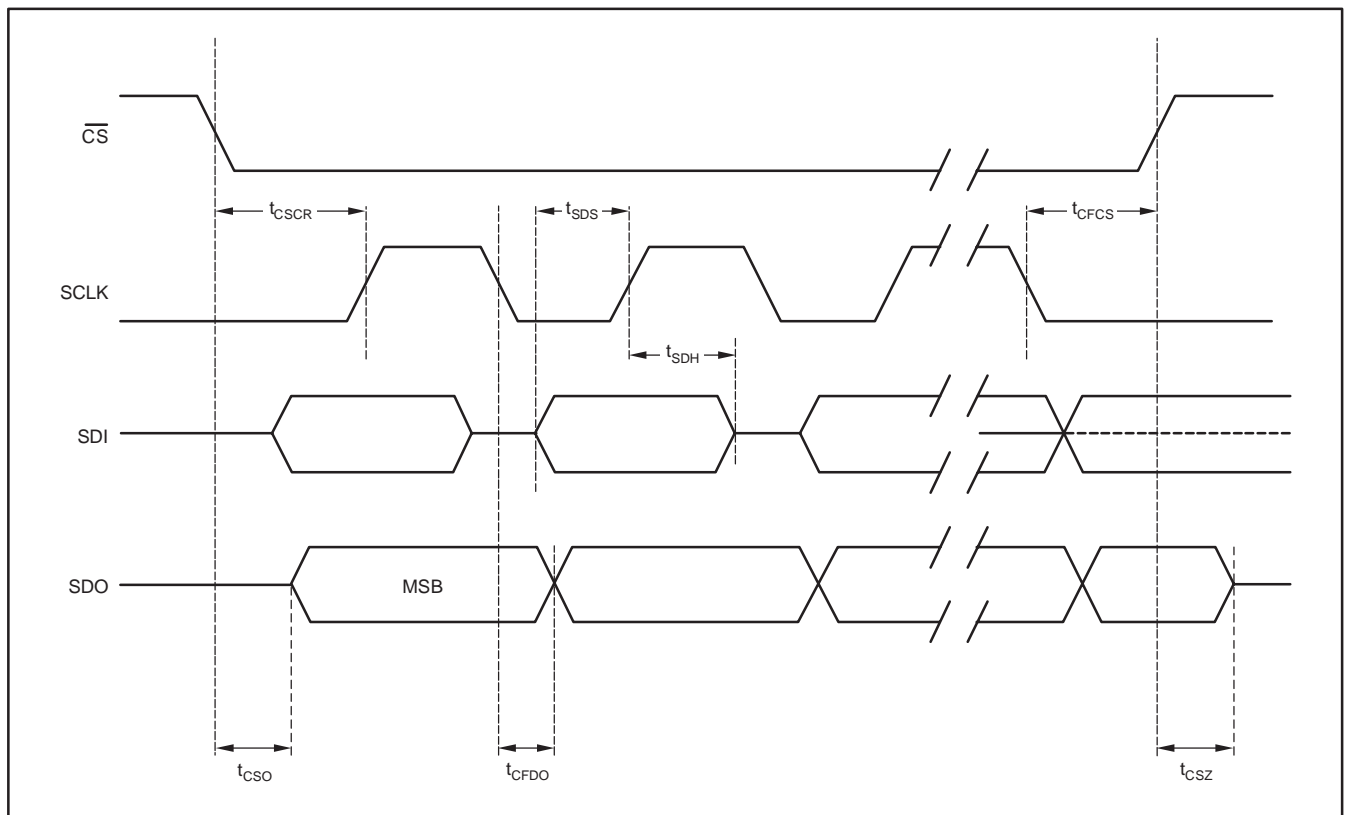 CS
tCSCR
tSDS
tCFCS
SCLK
tSDH
SDI
SDO
MSB
tCSO
tCFDO
tCSZ